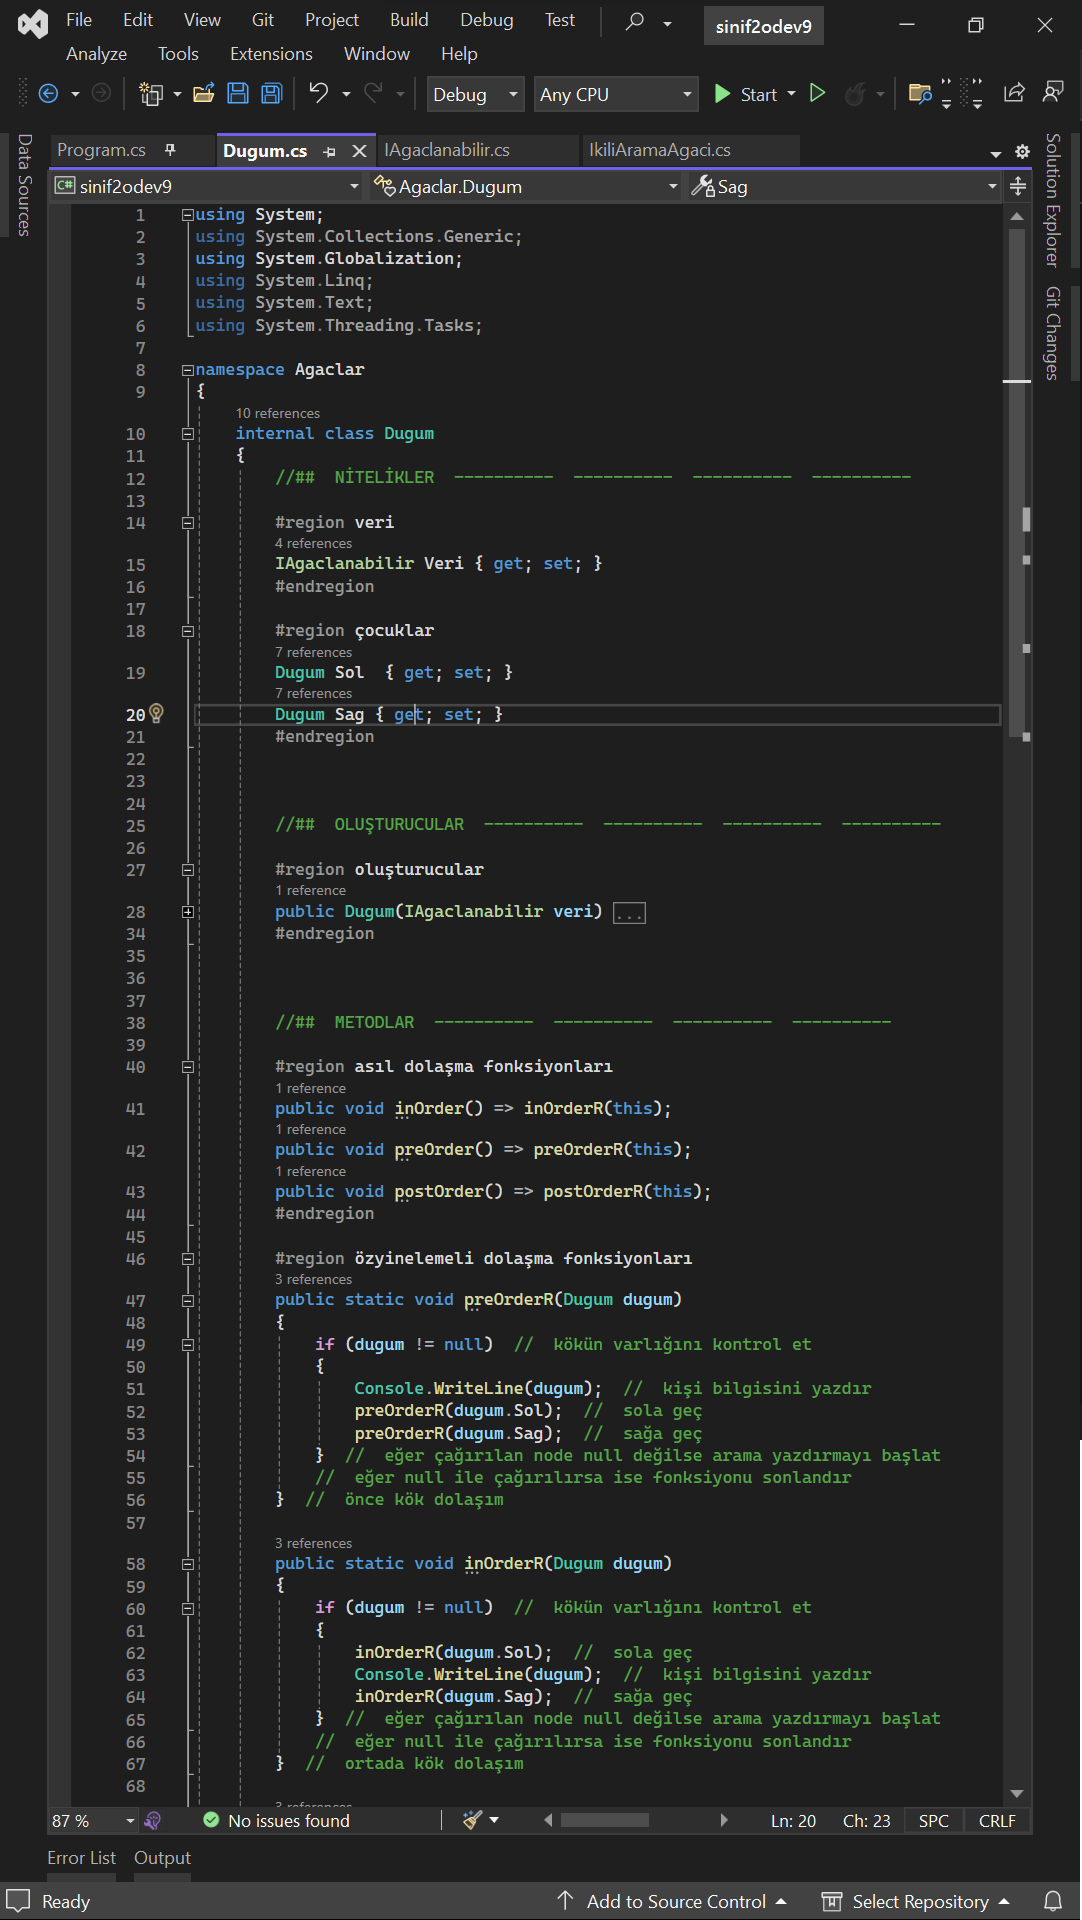 File Edit View Git Project Build Debug Test sinif2odev9
Analyze Tools Extensions Window Help
Debug Any CPU Start
Data Sources
Program.cs Dugum.cs IAgaclanabilir.cs IkiliAramaAgaci.cs
Solution Explorer
Git Changes
C# sinif2odev9 Agaclar.Dugum Sag
1 using System;
2 using System.Collections.Generic;
3 using System.Globalization;
4 using System.Linq;
5 using System.Text;
6 using System.Threading.Tasks;
7
8 namespace Agaclar
9 {
10 references
10 internal class Dugum
11 {
12 //## NİTELİKLER ---------- ---------- ---------- ----------
13
14 #region veri
4 references
15 IAgaclanabilir Veri { get; set; }
16 #endregion
17
18 #region çocuklar
7 references
19 Dugum Sol { get; set; }
7 references
20 Dugum Sag { get; set; }
21 #endregion
22
23
24
25 //## OLUŞTURUCULAR ---------- ---------- ---------- ----------
26
27 #region oluşturucular
1 reference
28 public Dugum(IAgaclanabilir veri) ...
34 #endregion
35
36
37
38 //## METODLAR ---------- ---------- ---------- ----------
39
40 #region asıl dolaşma fonksiyonları
1 reference
41 public void inOrder() => inOrderR(this);
1 reference
42 public void preOrder() => preOrderR(this);
1 reference
43 public void postOrder() => postOrderR(this);
44 #endregion
45
46 #region özyinelemeli dolaşma fonksiyonları
3 references
47 public static void preOrderR(Dugum dugum)
48 {
49 if (dugum != null) // kökün varlığını kontrol et
50 {
51 Console.WriteLine(dugum); // kişi bilgisini yazdır
52 preOrderR(dugum.Sol); // sola geç
53 preOrderR(dugum.Sag); // sağa geç
54 } // eğer çağırılan node null değilse arama yazdırmayı başlat
55 // eğer null ile çağırılırsa ise fonksiyonu sonlandır
56 } // önce kök dolaşım
57
3 references
58 public static void inOrderR(Dugum dugum)
59 {
60 if (dugum != null) // kökün varlığını kontrol et
61 {
62 inOrderR(dugum.Sol); // sola geç
63 Console.WriteLine(dugum); // kişi bilgisini yazdır
64 inOrderR(dugum.Sag); // sağa geç
65 } // eğer çağırılan node null değilse arama yazdırmayı başlat
66 // eğer null ile çağırılırsa ise fonksiyonu sonlandır
67 } // ortada kök dolaşım
68
3 references
87 % No issues found Ln: 20 Ch: 23 SPC CRLF
Error List Output
Ready Add to Source Control Select Repository